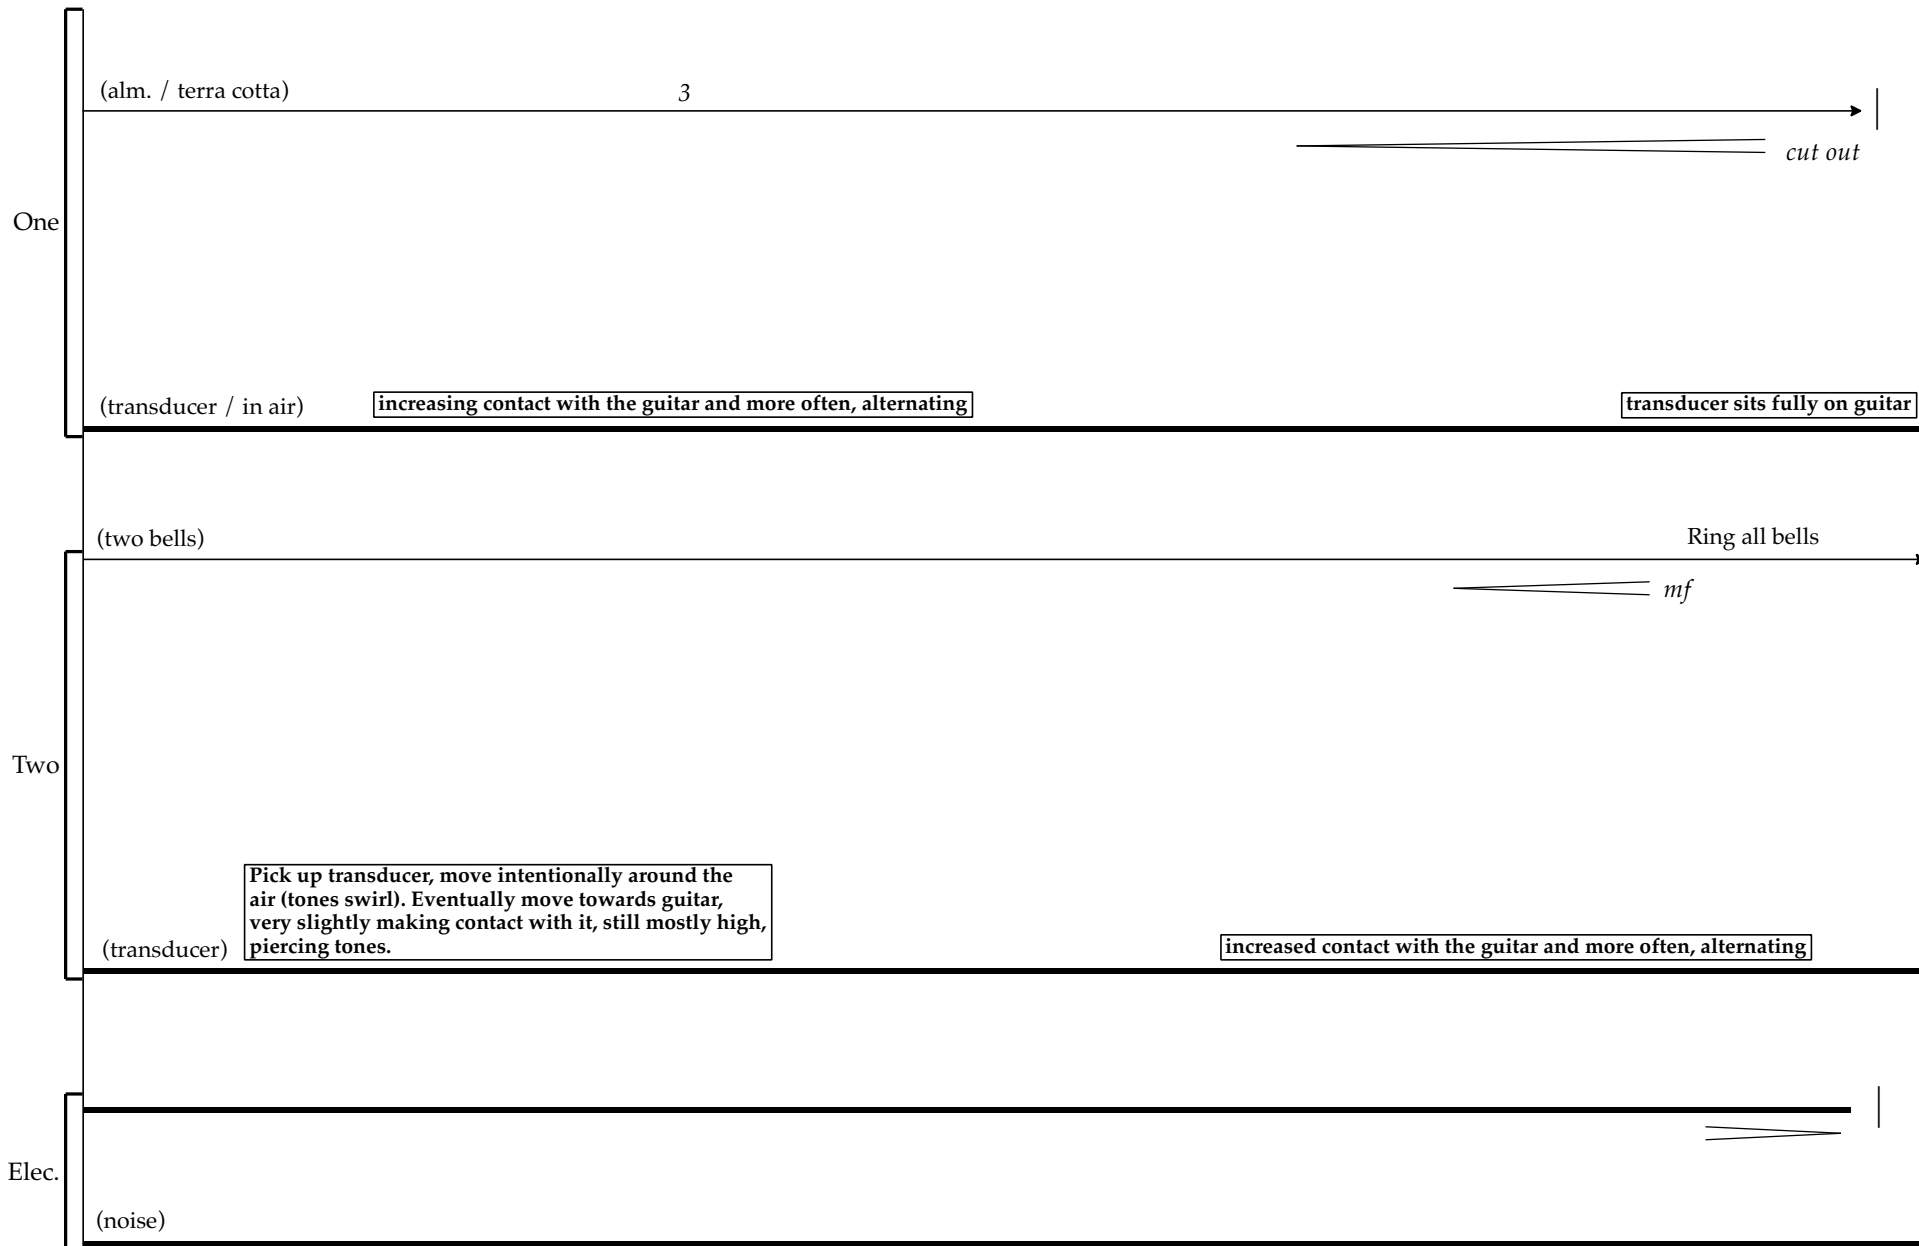 (alm. / terra cotta)
3
cut out
One
(transducer / in air)
increasing contact with the guitar and more often, alternating
transducer sits fully on guitar
(two bells)
Ring all bells
mf
Two
Pick up transducer, move intentionally around the
air (tones swirl). Eventually move towards guitar,
very slightly making contact with it, still mostly high,
piercing tones.
(transducer)
increased contact with the guitar and more often, alternating
Elec.
(noise)